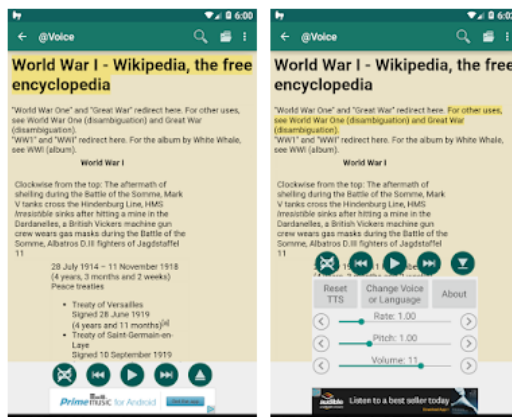 6:00
@Voice
World War I - Wikipedia, the free
encyclopedia
"World War One" and "Great War" redirect here. For other uses,
see World War One (disambiguation) and Great War
(disambiguation).
"WW1" and "WWI" redirect here. For the album by White Whale,
see WWI (album).
World War I
Clockwise from the top: The aftermath of
shelling during the Battle of the Somme, Mark
V tanks cross the Hindenburg Line, HMS
Irresistible sinks after hitting a mine in the
Dardanelles, a British Vickers machine gun
crew wears gas masks during the Battle of the
Somme, Albatros D.III fighters of Jagdstaffel
11
28 July 1914 – 11 November 1918
(4 years, 3 months and 2 weeks)
Peace treaties
• Treaty of Versailles
Signed 28 June 1919
(4 years and 11 months)[a]
• Treaty of Saint-Germain-en-
Laye
Signed 10 September 1919
Prime music for Android
6:02
@Voice
World War I - Wikipedia, the free
encyclopedia
"World War One" and "Great War" redirect here. For other uses,
see World War One (disambiguation) and Great War
(disambiguation).
"WW1" and "WWI" redirect here. For the album by White Whale,
see WWI (album).
World War I
Clockwise from the top: The aftermath of
shelling during the Battle of the Somme, Mark
V tanks cross the Hindenburg Line, HMS
Irresistible sinks after hitting a mine in the
Dardanelles, a British Vickers machine gun
crew wears gas masks during the Battle of the
Somme, Albatros D.III fighters of Jagdstaffel
11
Reset
TTS
Change Voice
or Language
About
Rate: 1.00
Pitch: 1.00
Volume: 11
audible
Listen to a best seller today